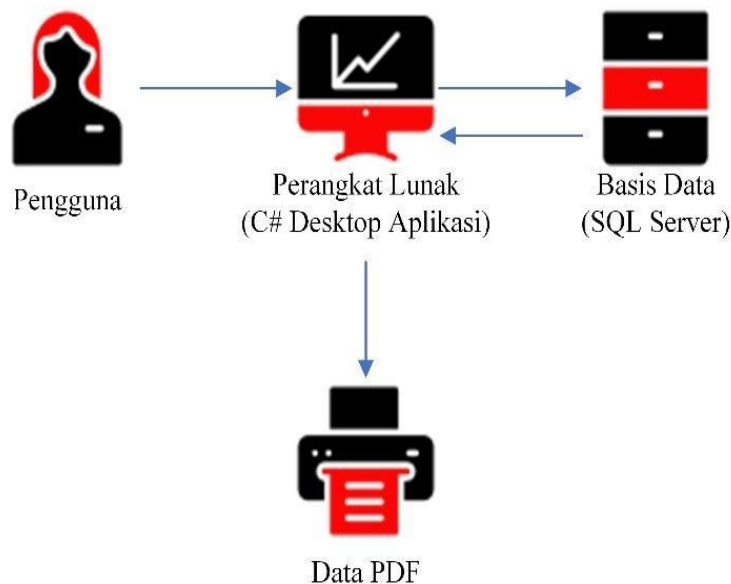 Pengguna
Perangkat Lunak
(C# Desktop Aplikasi)
Basis Data
(SQL Server)
Data PDF